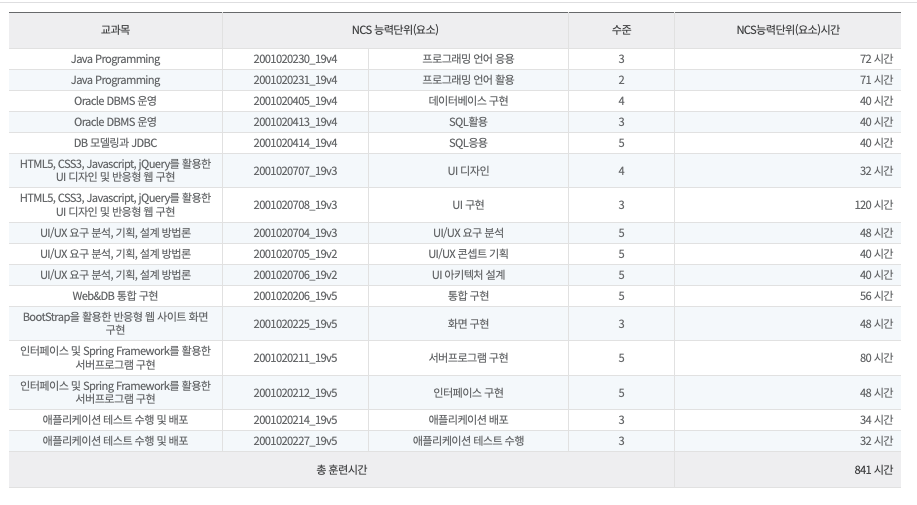 교과목 NCS 능력단위(요소) 수준 NCS능력단위(요소)시간
Java Programming 2001020230_19v4 프로그래밍 언어 응용 3 72 시간
Java Programming 2001020231_19v4 프로그래밍 언어 활용 2 71 시간
Oracle DBMS 운영 2001020405_19v4 데이터베이스 구현 4 40 시간
Oracle DBMS 운영 2001020413_19v4 SQL활용 3 40 시간
DB 모델링과 JDBC 2001020414_19v4 SQL응용 5 40 시간
HTML5, CSS3, Javascript, jQuery를 활용한
UI 디자인 및 반응형 웹 구현 2001020707_19v3 UI 디자인 4 32 시간
HTML5, CSS3, Javascript, jQuery를 활용한
UI 디자인 및 반응형 웹 구현 2001020708_19v3 UI 구현 3 120 시간
UI/UX 요구 분석, 기획, 설계 방법론 2001020704_19v3 UI/UX 요구 분석 5 48 시간
UI/UX 요구 분석, 기획, 설계 방법론 2001020705_19v2 UI/UX 콘셉트 기획 5 40 시간
UI/UX 요구 분석, 기획, 설계 방법론 2001020706_19v2 UI 아키텍처 설계 5 40 시간
Web&DB 통합 구현 2001020206_19v5 통합 구현 5 56 시간
BootStrap을 활용한 반응형 웹 사이트 화면
구현 2001020225_19v5 화면 구현 3 48 시간
인터페이스 및 Spring Framework를 활용한
서버프로그램 구현 2001020211_19v5 서버프로그램 구현 5 80 시간
인터페이스 및 Spring Framework를 활용한
서버프로그램 구현 2001020212_19v5 인터페이스 구현 5 48 시간
애플리케이션 테스트 수행 및 배포 2001020214_19v5 애플리케이션 배포 3 34 시간
애플리케이션 테스트 수행 및 배포 2001020227_19v5 애플리케이션 테스트 수행 3 32 시간
총 훈련시간 841 시간